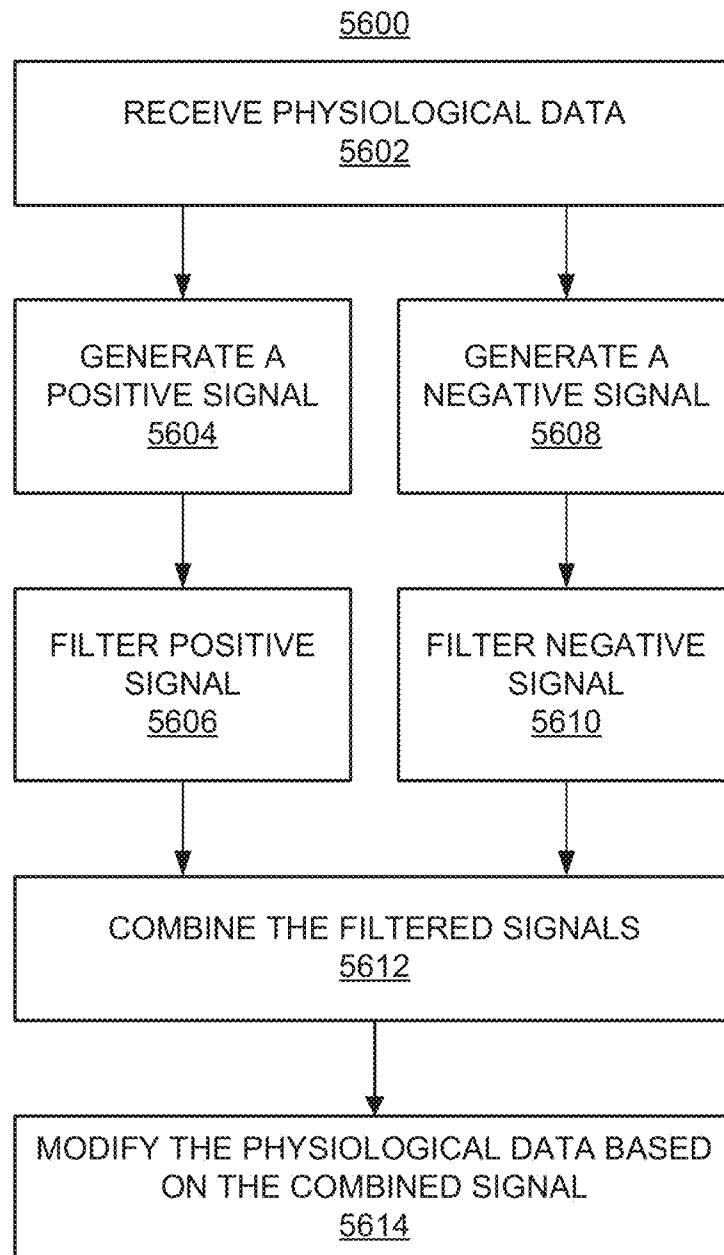 5600
RECEIVE PHYSIOLOGICAL DATA
5602
GENERATE A
POSITIVE SIGNAL
5604
GENERATE A
NEGATIVE SIGNAL
5608
FILTER POSITIVE
SIGNAL
5606
FILTER NEGATIVE
SIGNAL
5610
COMBINE THE FILTERED SIGNALS
5612
MODIFY THE PHYSIOLOGICAL DATA BASED
ON THE COMBINED SIGNAL
5614